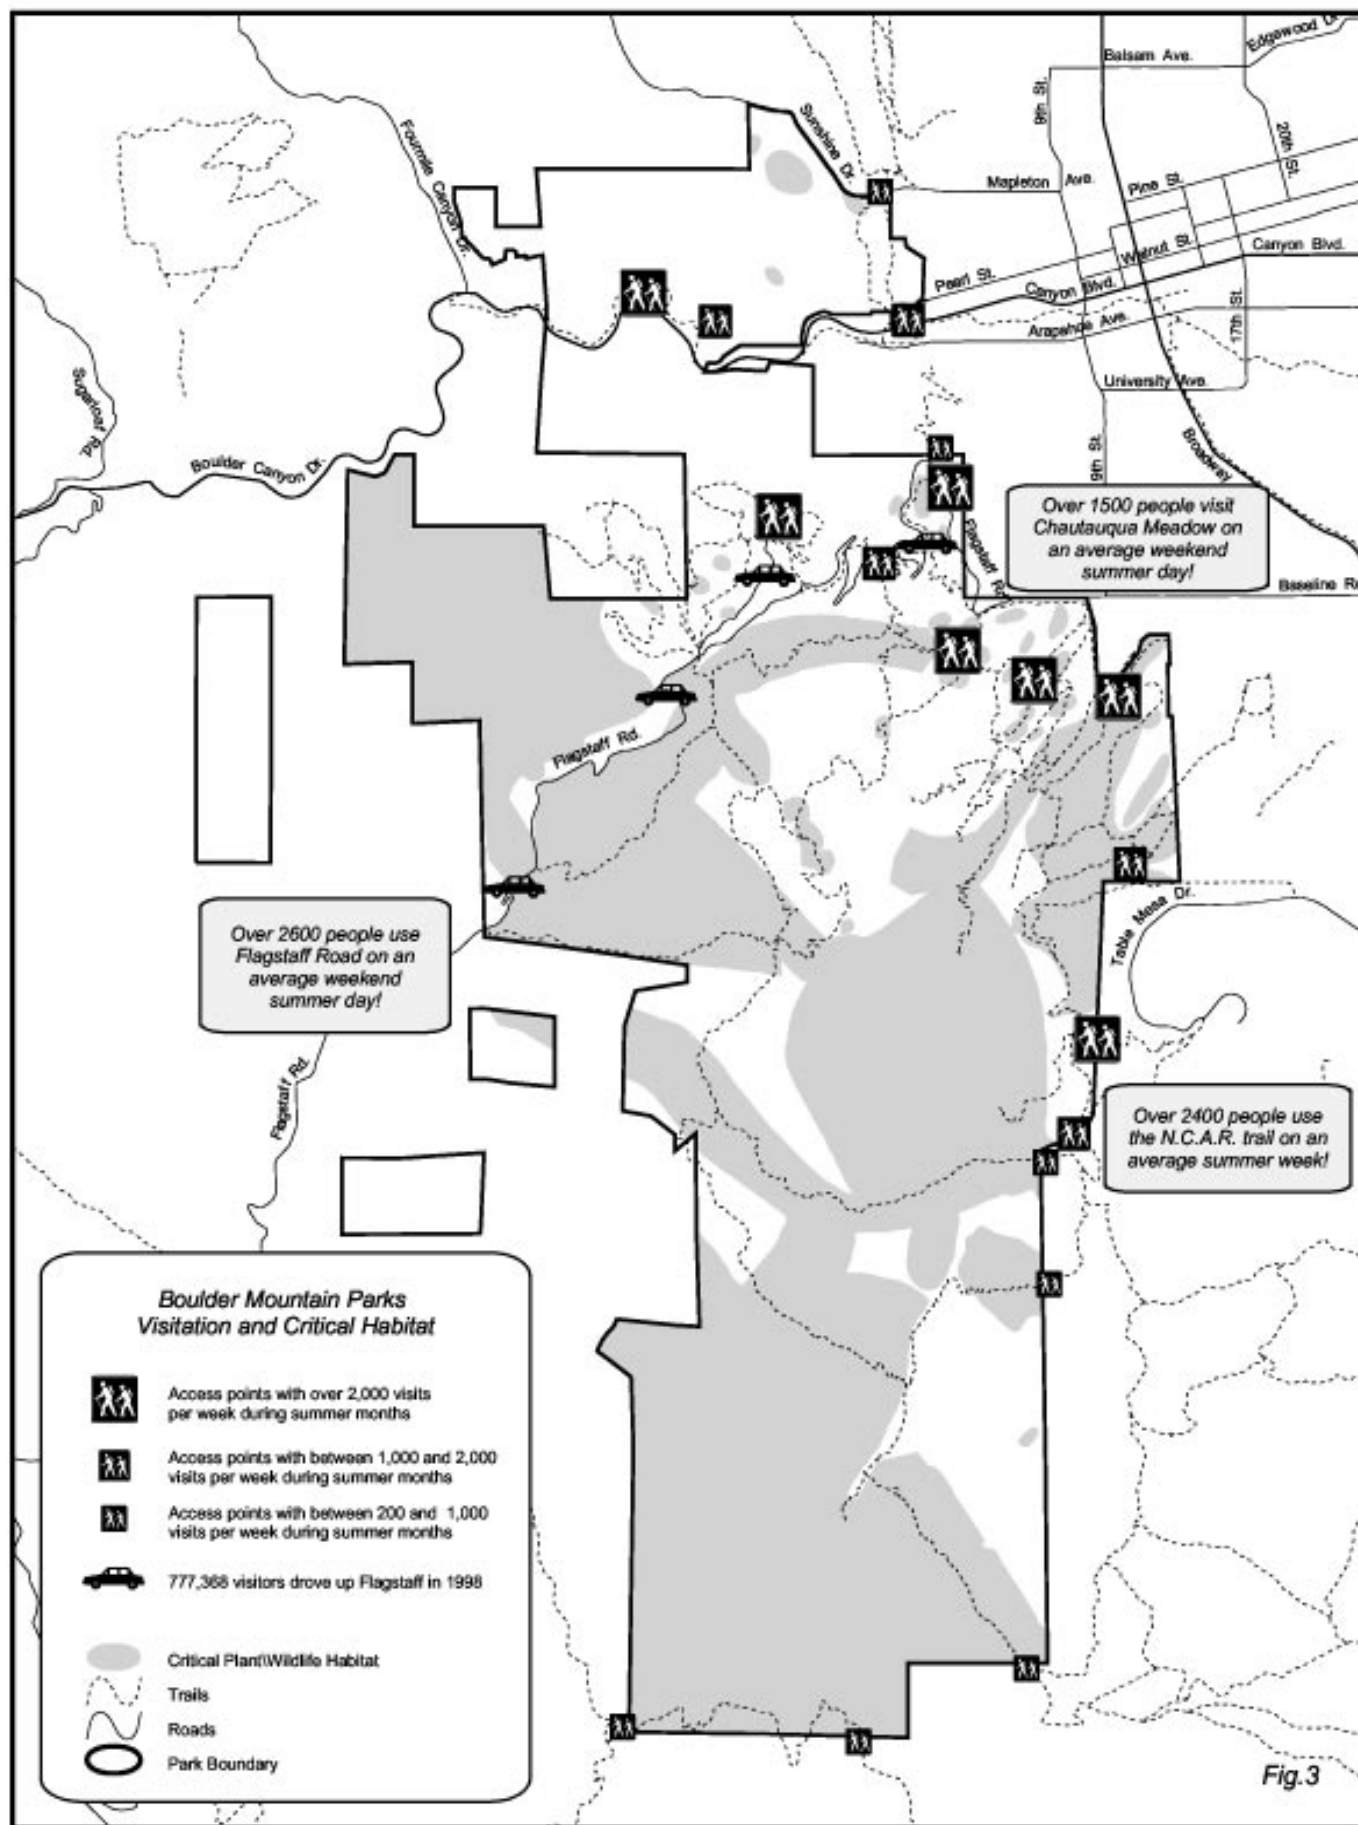 Edgewood Dr.
Balsam Ave.
9th St.
20th St.
Sunshine Dr.
Fourmile Canyon Dr.
Mapleton Ave.
Pine St.
Walnut St.
Canyon Blvd.
Pearl St.
Canyon Blvd.
Arapahoe Ave.
17th St.
University Ave.
Sugarloaf Rd.
Boulder Canyon Dr.
9th St.
Broadway
Over 1500 people visit
Chautauqua Meadow on
an average weekend
summer day!
Flagstaff Rd.
Baseline Rd
Flagstaff Rd.
Table Mesa Dr.
Over 2600 people use
Flagstaff Road on an
average weekend
summer day!
Flagstaff Rd.
Over 2400 people use
the N.C.A.R. trail on an
average summer week!
Boulder Mountain Parks
Visitation and Critical Habitat
Access points with over 2,000 visits
per week during summer months
Access points with between 1,000 and 2,000
visits per week during summer months
Access points with between 200 and 1,000
visits per week during summer months
777,368 visitors drove up Flagstaff in 1998
Critical Plant\Wildlife Habitat
Trails
Roads
Park Boundary
Fig.3